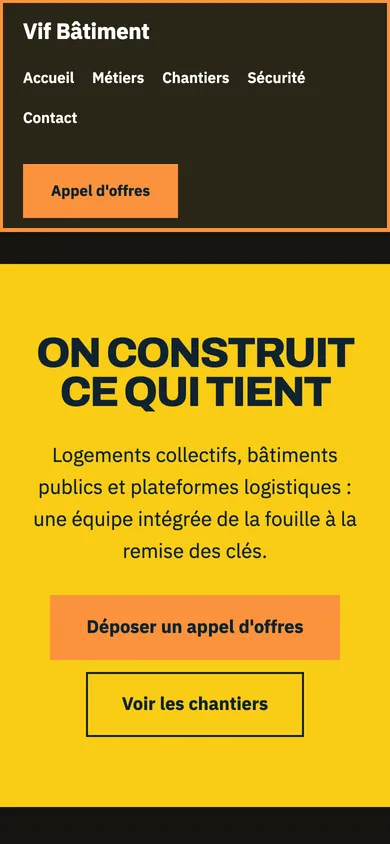 Vif Bâtiment
Accueil Métiers Chantiers Sécurité
Contact
Appel d'offres
ON CONSTRUIT
CE QUI TIENT
Logements collectifs, bâtiments
publics et plateformes logistiques :
une équipe intégrée de la fouille à la
remise des clés.
Déposer un appel d'offres
Voir les chantiers